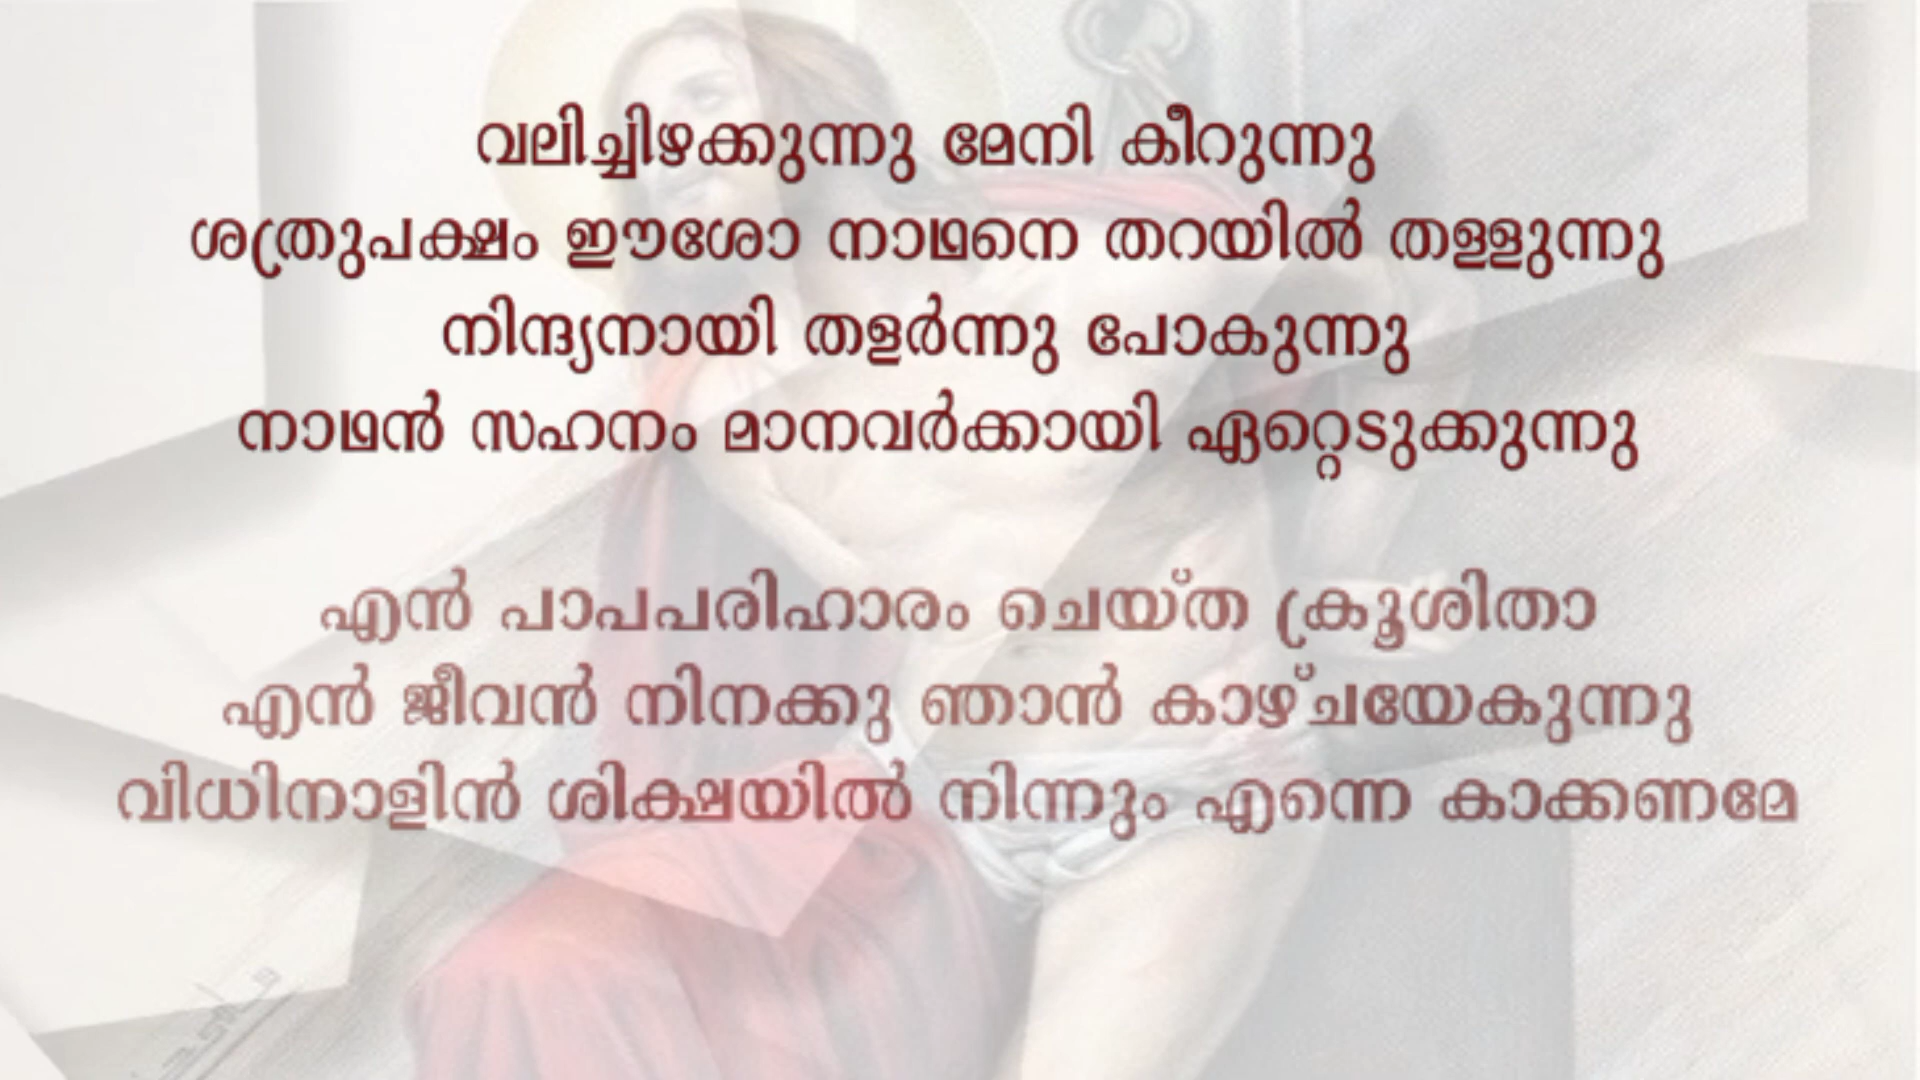 വലിച്ചിഴക്കുന്നു മേനി കീറുന്നു
ശത്രുപക്ഷം ഈശോ നാഥനെ തറയിൽ തള്ളുന്നു
നിന്ദ്യനായി തളർന്നു പോകുന്നു
നാഥൻ സഹനം മാനവർക്കായി ഏറ്റെടുക്കുന്നു
എൻ പാപപരിഹാരം ചെയ്ത ക്രൂശിതാ
എൻ ജീവൻ നിനക്കു ഞാൻ കാഴ്ചയേകുന്നു
വിധിനാളിൻ ശിക്ഷയിൽ നിന്നും എന്നെ കാക്കണമേ